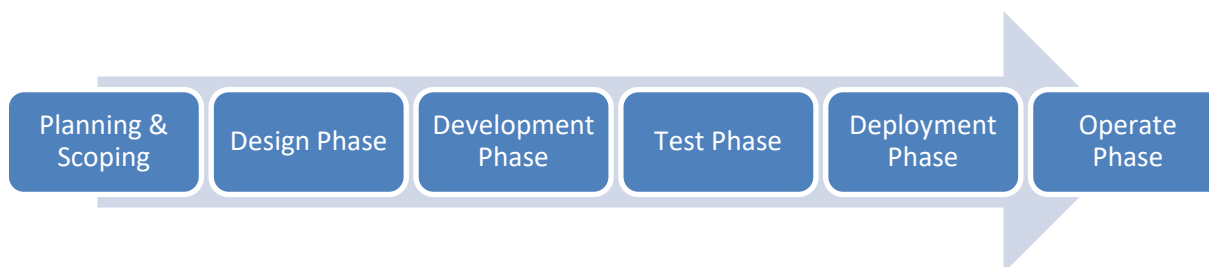 Planning &
Scoping
Design Phase
Development
Phase
Test Phase
Deployment
Phase
Operate
Phase